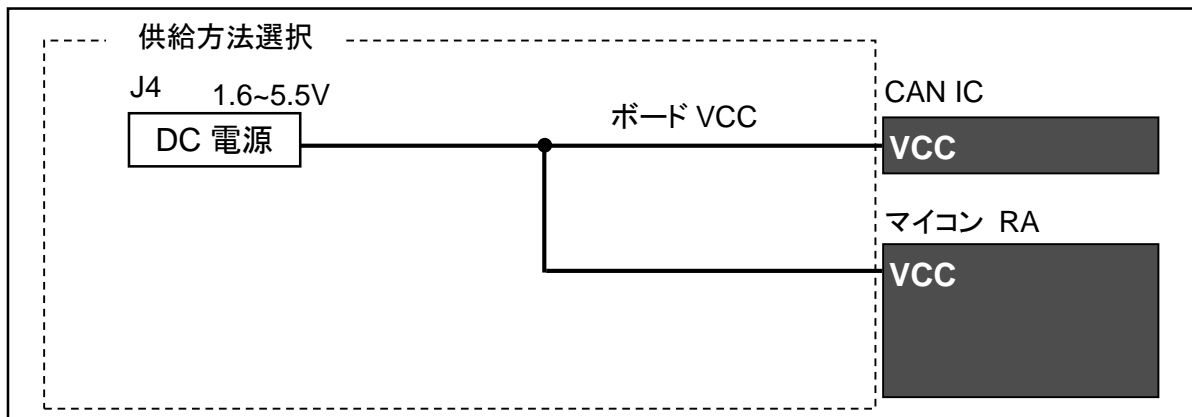 供給方法選択
J4 1.6~5.5V
DC 電源
ボード VCC
CAN IC
VCC
マイコン RA
VCC